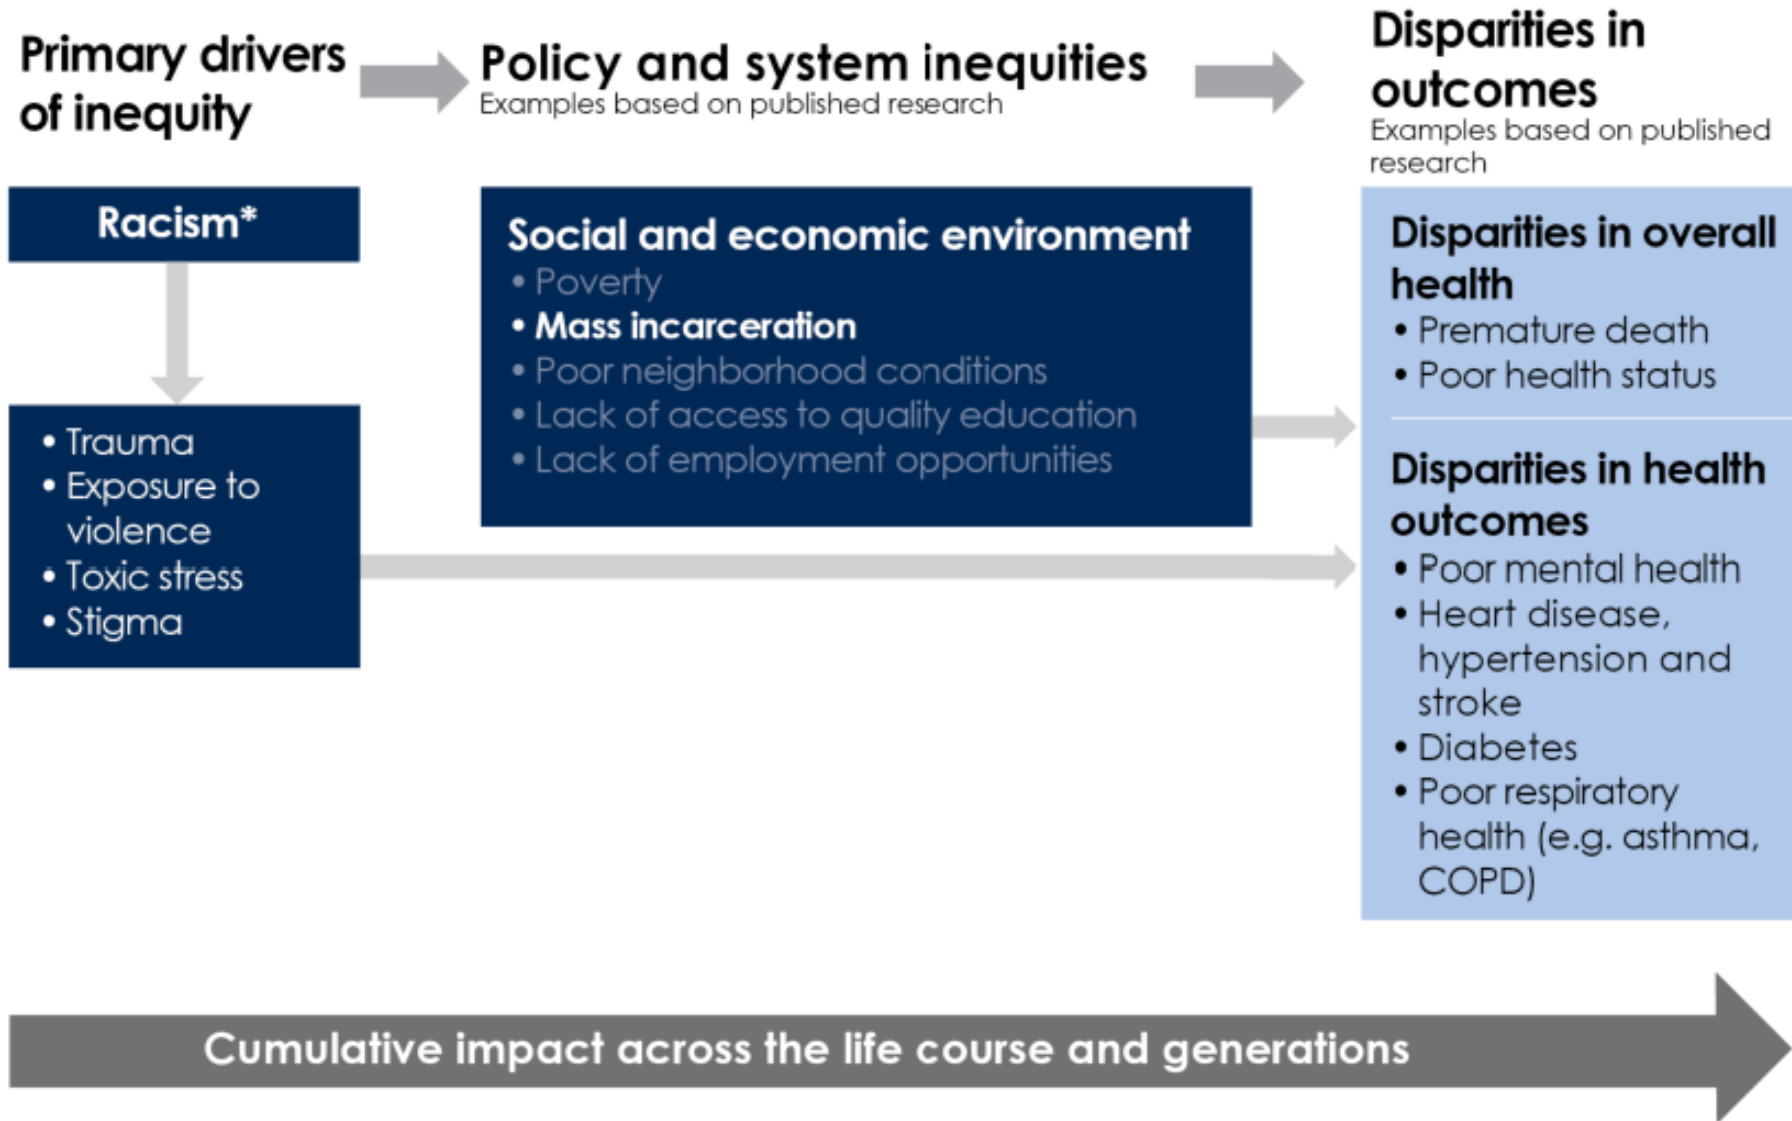 Primary drivers
of inequity
Policy and system inequities
Examples based on published research
Disparities in
outcomes
Examples based on published
research
Racism*
• Trauma
• Exposure to
violence
• Toxic stress
• Stigma
Social and economic environment
• Poverty
• Mass incarceration
• Poor neighborhood conditions
• Lack of access to quality education
• Lack of employment opportunities
Disparities in overall
health
• Premature death
• Poor health status
Disparities in health
outcomes
• Poor mental health
• Heart disease,
hypertension and
stroke
• Diabetes
• Poor respiratory
health (e.g. asthma,
COPD)
Cumulative impact across the life course and generations